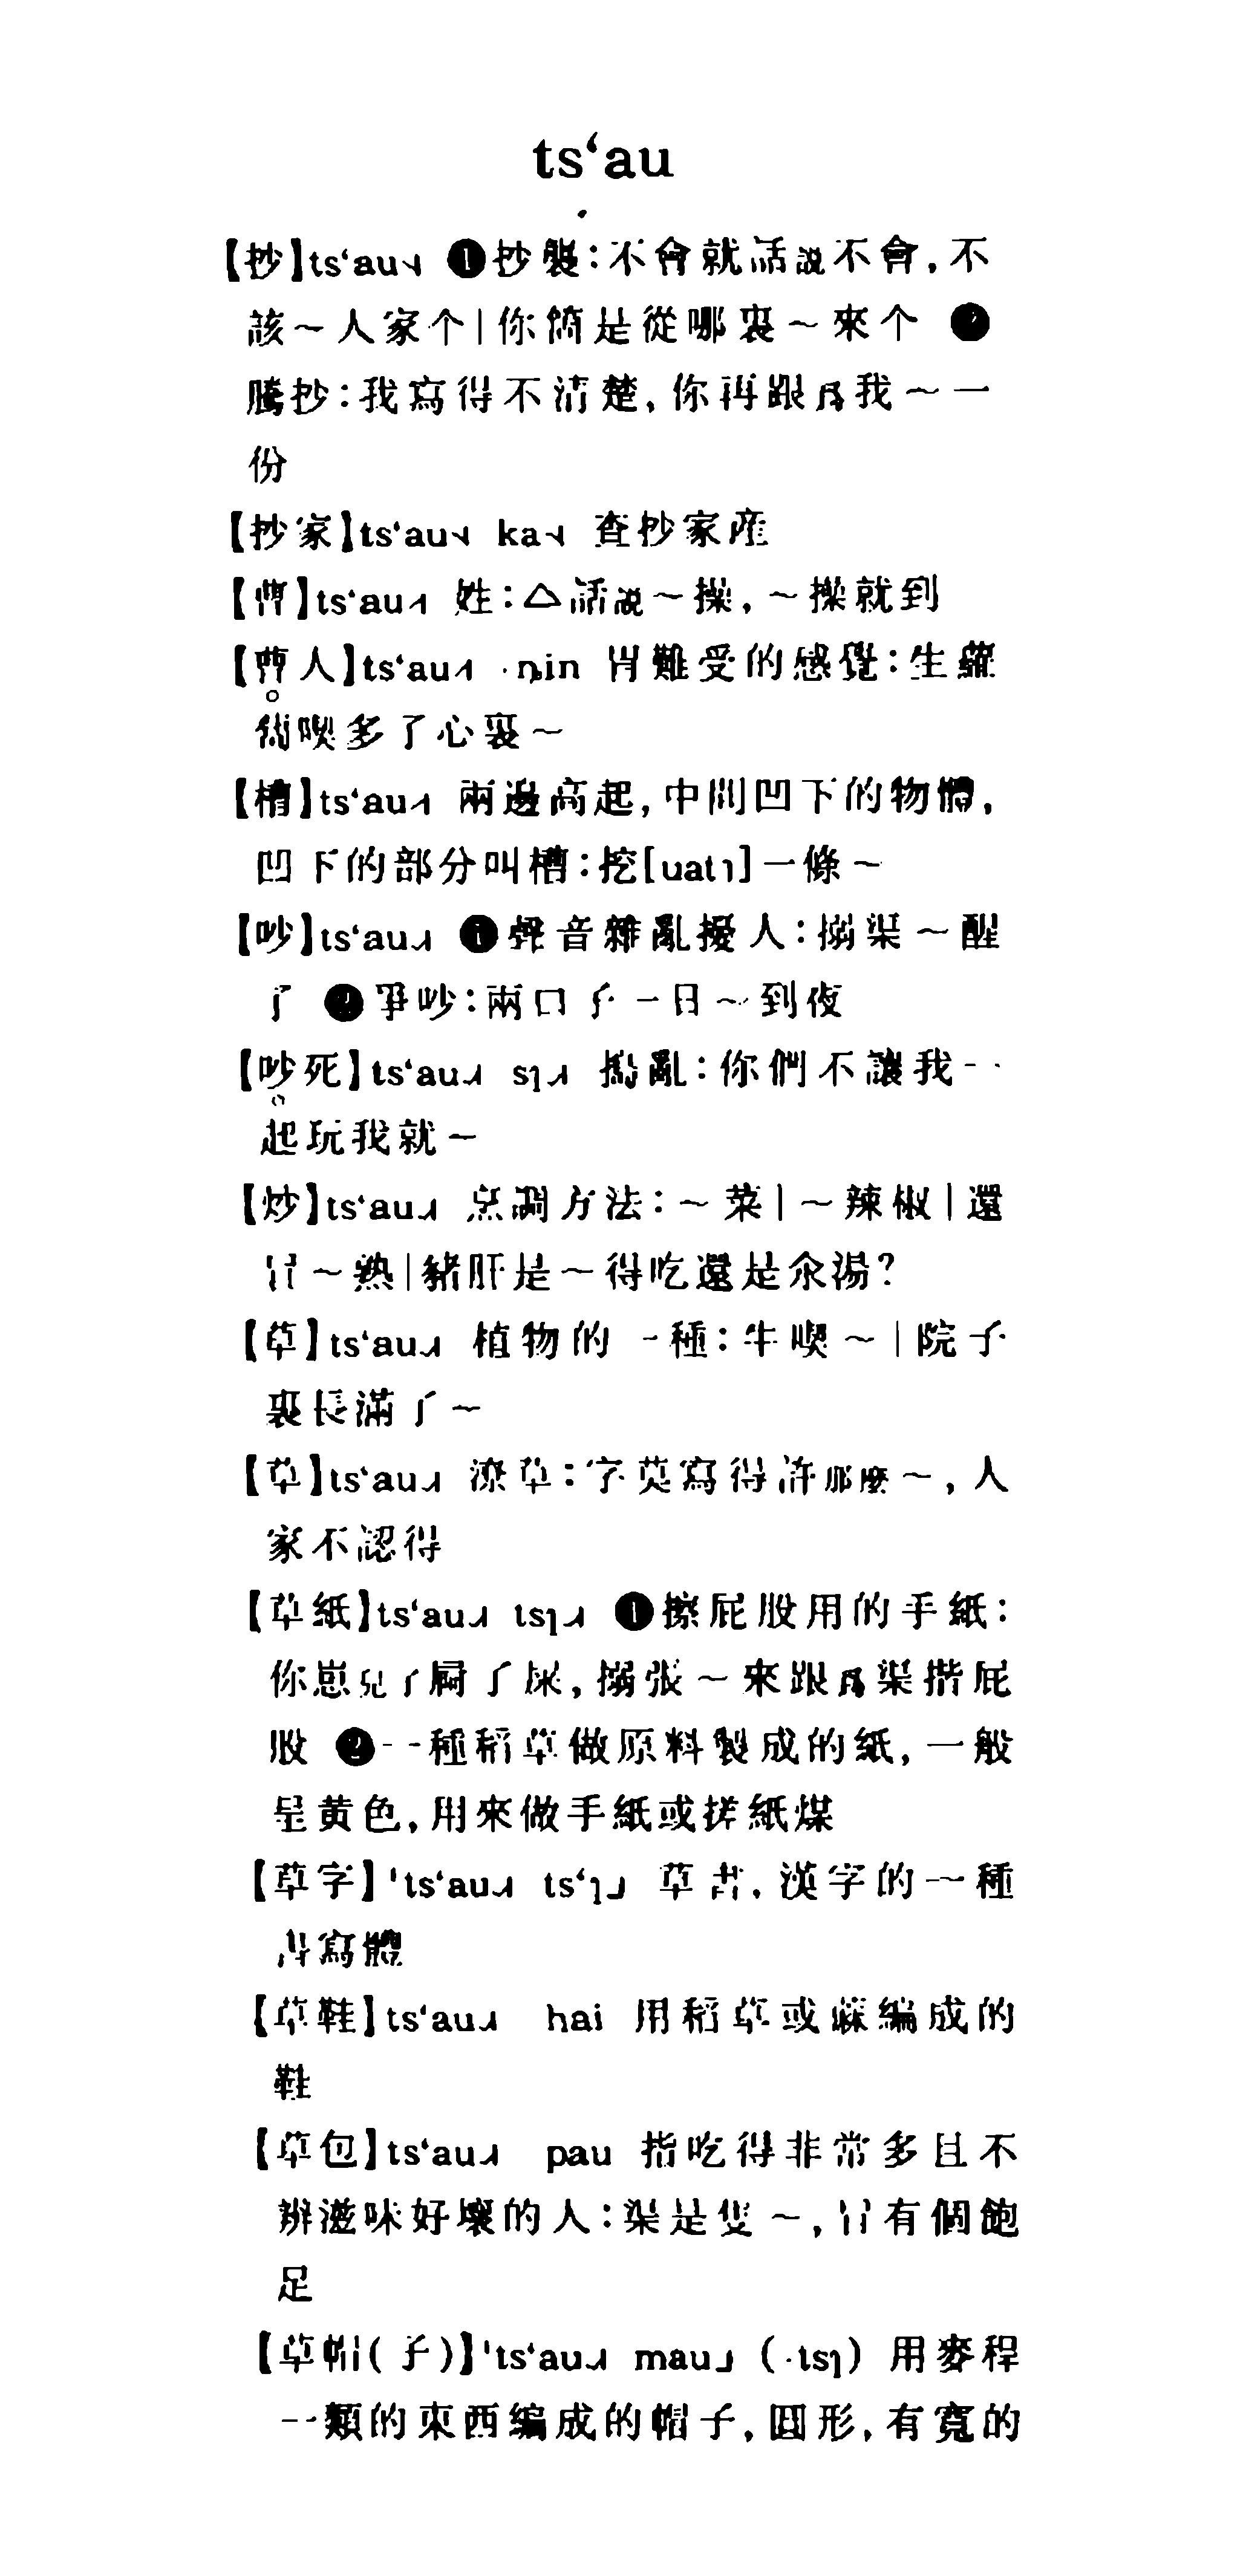 ts‘au
【抄】ts‘au˧ ❶抄襲：不會就話説不會，不
該～人家个｜你箇是從哪裏～來个 ❷
謄抄：我寫得不清楚，你再跟爲我～一
份
【抄家】ts‘au˧ ka˧ 查抄家産
【曹】ts‘au˧ 姓：△話説～操，～操就到
【曹人】ts‘au˧ ·ȵin 胃難受的感覺：生蘿
蔔喫多了心裏～
【槽】ts‘au˧ 兩邊高起，中間凹下的物體，
凹下的部分叫槽：挖[uat˥]一條～
【吵】ts‘au˩ ❶聲音雜亂擾人：搦渠～醒
了 ❷爭吵：兩口子一日～到夜
【吵死】ts‘au˩ sɿ˩ 搗亂：你們不讓我一
起玩我就～
【炒】ts‘au˩ 烹調方法：～菜｜～辣椒｜還
冇～熟｜豬肝是～得吃還是氽湯？
【草】ts‘au˩ 植物的一種：牛喫～｜院子
裏長滿了～
【草】ts‘au˩ 潦草：字莫寫得許那麽～，人
家不認得
【草紙】ts‘au˩ tsɿ˩ ❶擦屁股用的手紙：
你崽兒子屙了屎，搦張～來跟爲渠揩屁
股 ❷一種稻草做原料製成的紙，一般
呈黄色，用來做手紙或搓紙煤
【草字】ˈts‘au˩ ts‘ɿ˩ 草書，漢字的一種
書寫體
【草鞋】ts‘au˩ hai 用稻草或蔴編成的
鞋
【草包】ts‘au˩ pau 指吃得非常多且不
辨滋味好壞的人：渠是隻～，冇有個飽
足
【草帽(子)】ˈts‘au˩ mau˩ (·tsɿ) 用麥稈
一類的東西編成的帽子，圓形，有寬的